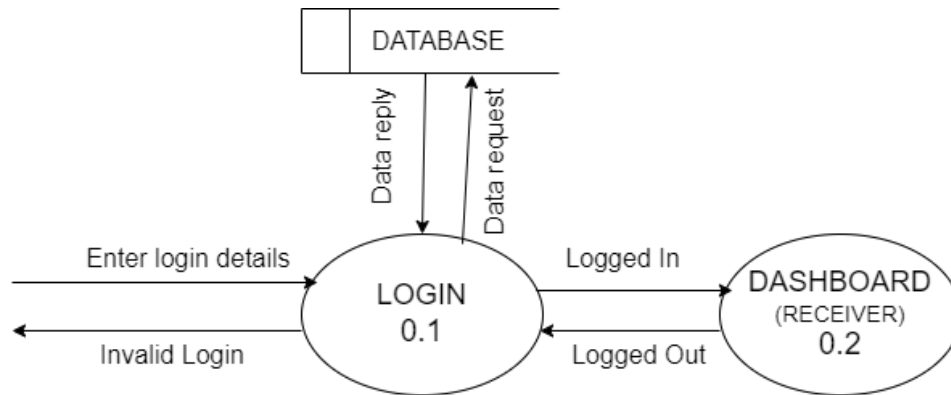 DATABASE
Data reply
Data request
Enter login details
Invalid Login
LOGIN
0.1
Logged In
Logged Out
DASHBOARD
(RECEIVER)
0.2